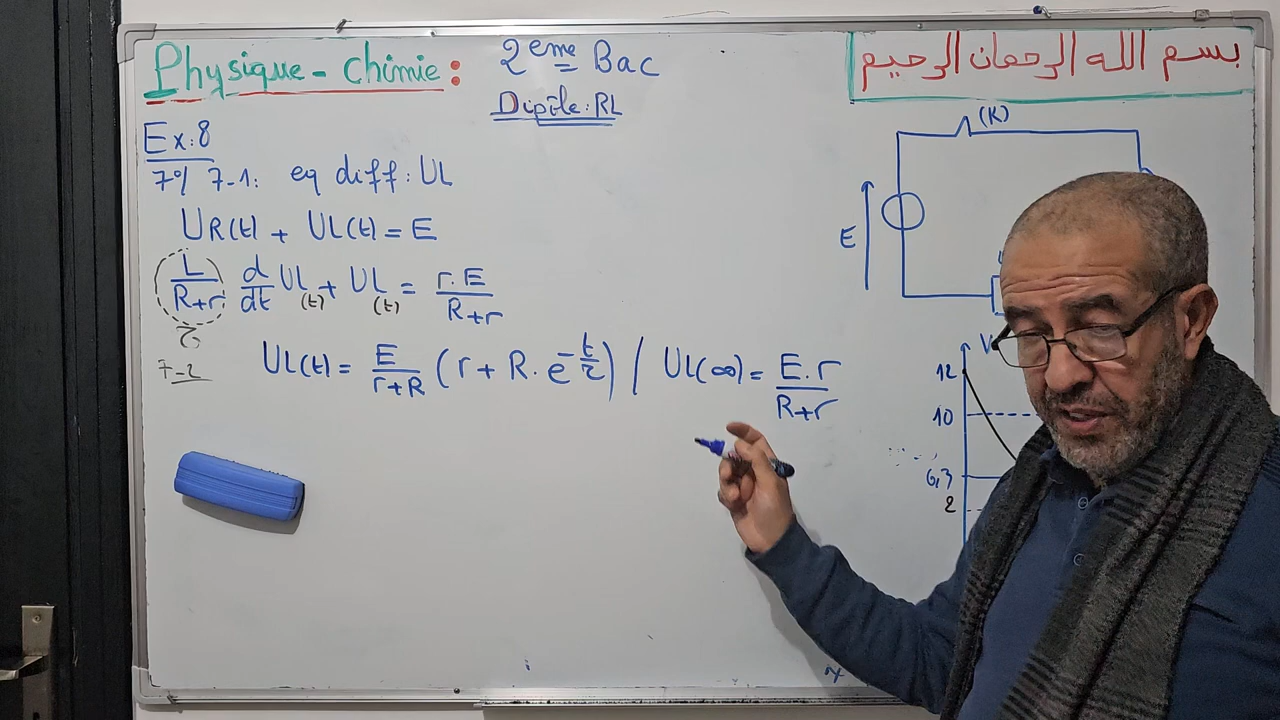 Physique - chimie :
2eme Bac
Dipôle: RL
بسم الله الرحمان الرحيم
Ex: 8
7°/ 7-1: eq diff: UL
UR(t) + UL(t) = E
L/(R+r) d/dt UL(t) + UL(t) = r.E/(R+r)
τ
7-2
UL(t) = E/(r+R) (r + R. e^(-t/τ)) / UL(∞) = E.r/(R+r)
(K)
E
12
10
6,3
2